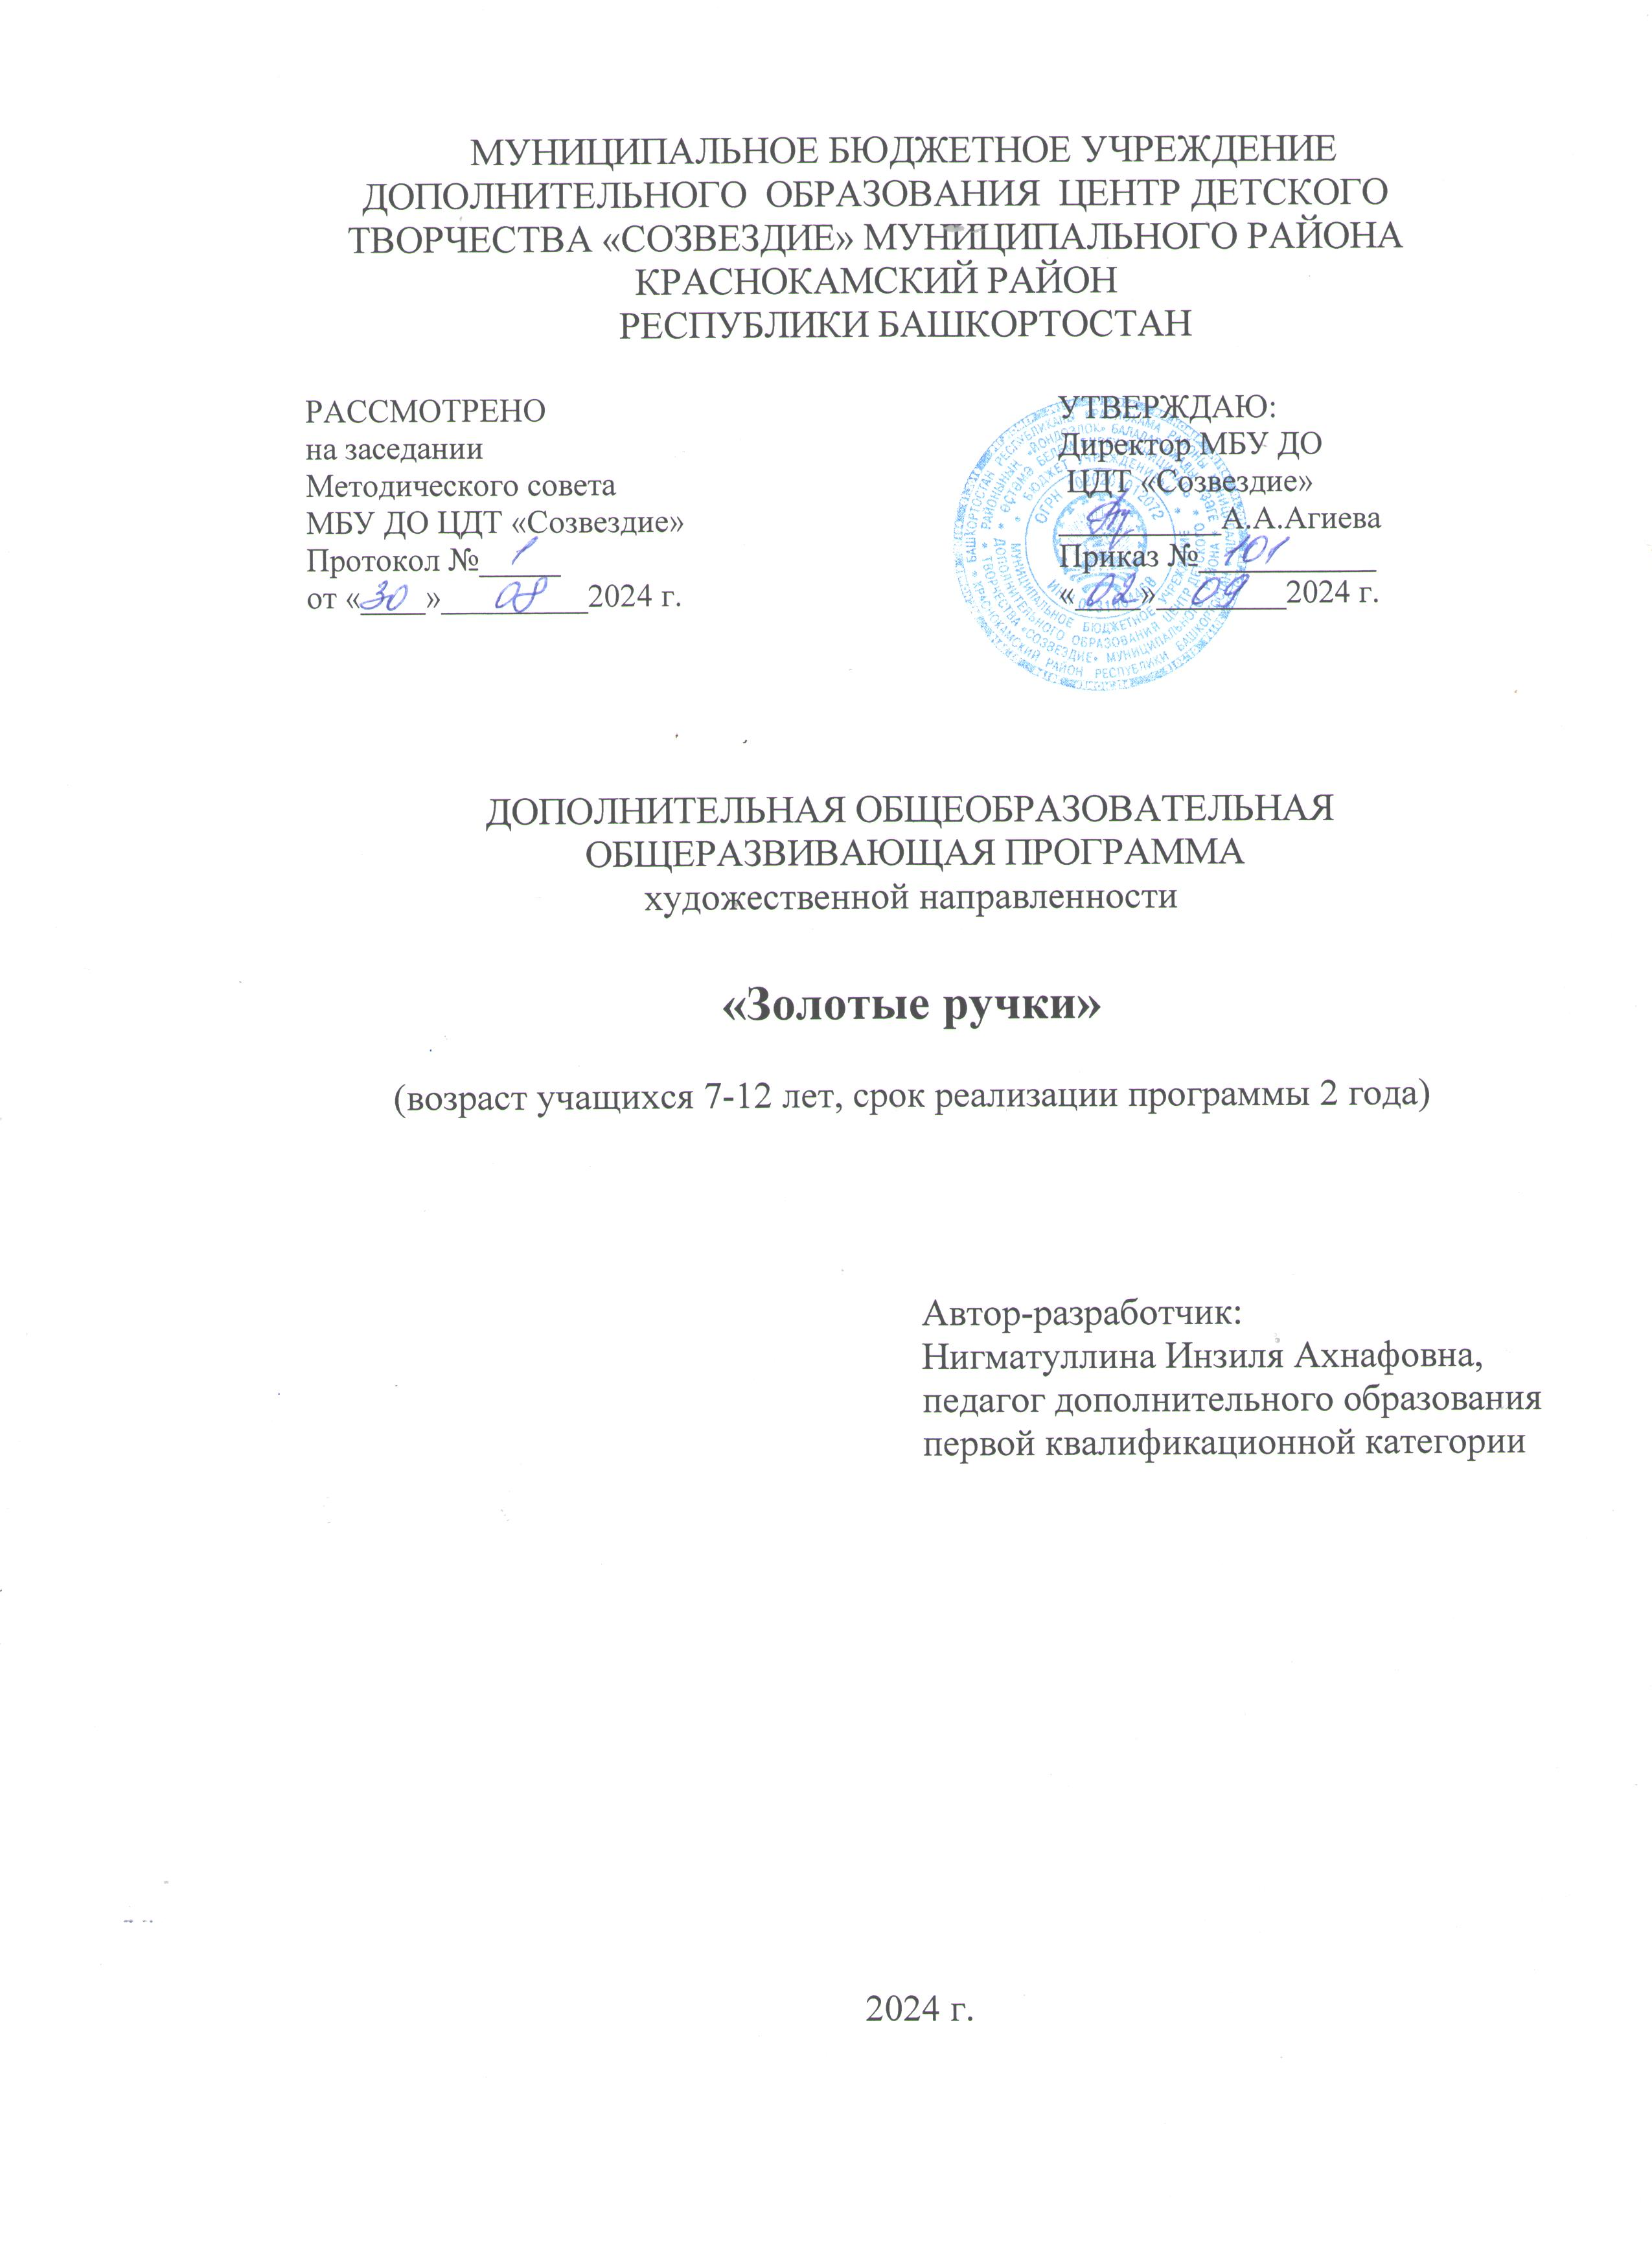 МУНИЦИПАЛЬНОЕ БЮДЖЕТНОЕ УЧРЕЖДЕНИЕ
ДОПОЛНИТЕЛЬНОГО ОБРАЗОВАНИЯ ЦЕНТР ДЕТСКОГО
ТВОРЧЕСТВА «СОЗВЕЗДИЕ» МУНИЦИПАЛЬНОГО РАЙОНА
КРАСНОКАМСКИЙ РАЙОН
РЕСПУБЛИКИ БАШКОРТОСТАН
РАССМОТРЕНО
на заседании
Методического совета
МБУ ДО ЦДТ «Созвездие»
Протокол № 1
от «30» 08 2024 г.
УТВЕРЖДАЮ:
Директор МБУ ДО
ЦДТ «Созвездие»
А.А.Агиева
Приказ № 101
«02» 09 2024 г.
ДОПОЛНИТЕЛЬНАЯ ОБЩЕОБРАЗОВАТЕЛЬНАЯ
ОБЩЕРАЗВИВАЮЩАЯ ПРОГРАММА
художественной направленности
«Золотые ручки»
(возраст учащихся 7-12 лет, срок реализации программы 2 года)
Автор-разработчик:
Нигматуллина Инзиля Ахнафовна,
педагог дополнительного образования
первой квалификационной категории
2024 г.